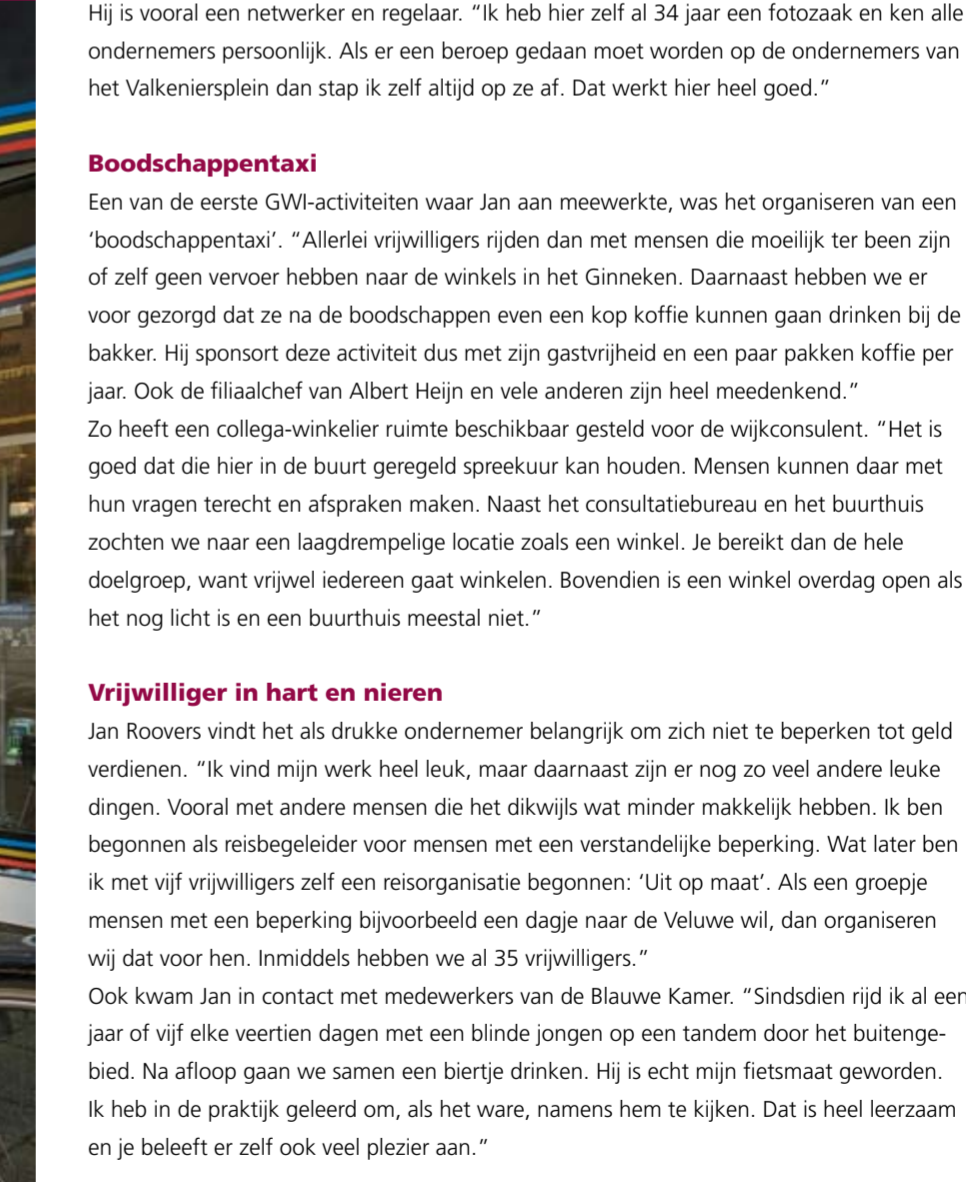 Hij is vooral een netwerker en regelaar. “Ik heb hier zelf al 34 jaar een fotozaak en ken alle
ondernemers persoonlijk. Als er een beroep gedaan moet worden op de ondernemers van
het Valkeniersplein dan stap ik zelf altijd op ze af. Dat werkt hier heel goed.”
Boodschappentaxi
Een van de eerste GWI-activiteiten waar Jan aan meewerkte, was het organiseren van een
‘boodschappentaxi’. “Allerlei vrijwilligers rijden dan met mensen die moeilijk ter been zijn
of zelf geen vervoer hebben naar de winkels in het Ginneken. Daarnaast hebben we er
voor gezorgd dat ze na de boodschappen even een kop koffie kunnen gaan drinken bij de
bakker. Hij sponsort deze activiteit dus met zijn gastvrijheid en een paar pakken koffie per
jaar. Ook de filiaalchef van Albert Heijn en vele anderen zijn heel meedenkend.”
Zo heeft een collega-winkelier ruimte beschikbaar gesteld voor de wijkconsulent. “Het is
goed dat die hier in de buurt geregeld spreekuur kan houden. Mensen kunnen daar met
hun vragen terecht en afspraken maken. Naast het consultatiebureau en het buurthuis
zochten we naar een laagdrempelige locatie zoals een winkel. Je bereikt dan de hele
doelgroep, want vrijwel iedereen gaat winkelen. Bovendien is een winkel overdag open als
het nog licht is en een buurthuis meestal niet.”
Vrijwilliger in hart en nieren
Jan Roovers vindt het als drukke ondernemer belangrijk om zich niet te beperken tot geld
verdienen. “Ik vind mijn werk heel leuk, maar daarnaast zijn er nog zo veel andere leuke
dingen. Vooral met andere mensen die het dikwijls wat minder makkelijk hebben. Ik ben
begonnen als reisbegeleider voor mensen met een verstandelijke beperking. Wat later ben
ik met vijf vrijwilligers zelf een reisorganisatie begonnen: ‘Uit op maat’. Als een groepje
mensen met een beperking bijvoorbeeld een dagje naar de Veluwe wil, dan organiseren
wij dat voor hen. Inmiddels hebben we al 35 vrijwilligers.”
Ook kwam Jan in contact met medewerkers van de Blauwe Kamer. “Sindsdien rijd ik al een
jaar of vijf elke veertien dagen met een blinde jongen op een tandem door het buitenge-
bied. Na afloop gaan we samen een biertje drinken. Hij is echt mijn fietsmaat geworden.
Ik heb in de praktijk geleerd om, als het ware, namens hem te kijken. Dat is heel leerzaam
en je beleeft er zelf ook veel plezier aan.”